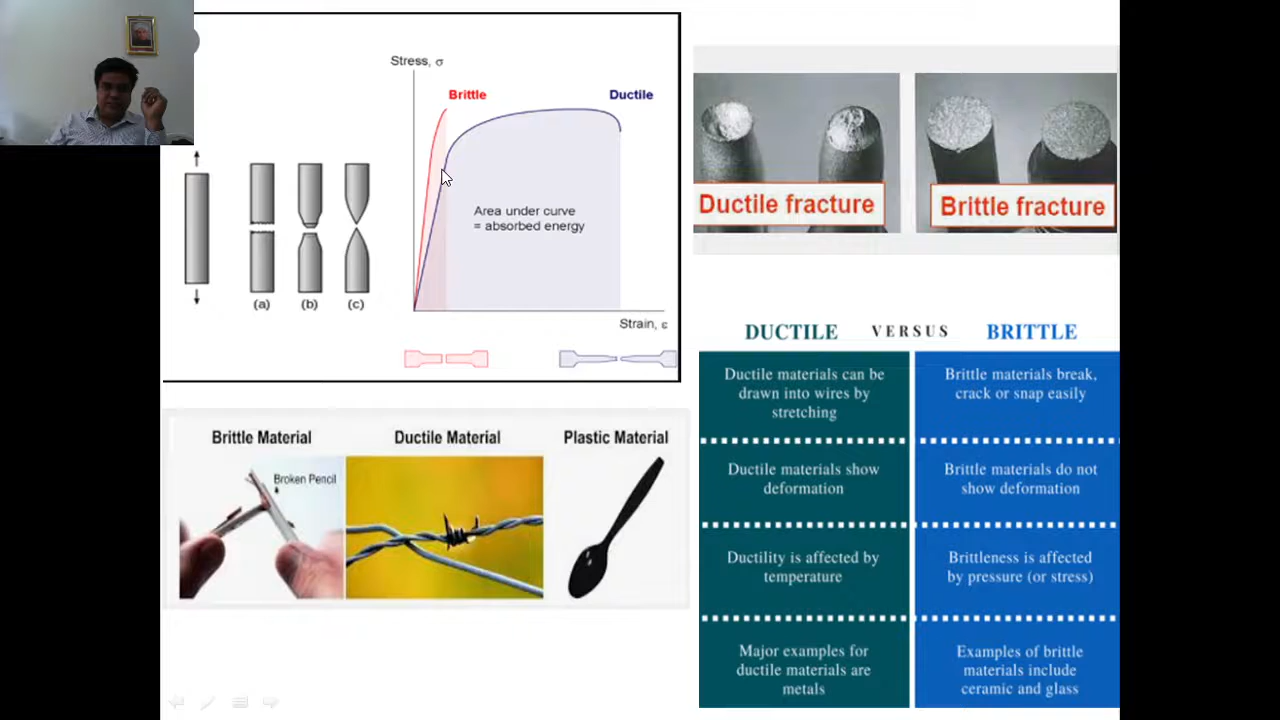 Stress, σ
Brittle
Ductile
Area under curve
= absorbed energy
Strain, ε
(a)
(b)
(c)
Ductile fracture
Brittle fracture
Brittle Material
Ductile Material
Plastic Material
Broken Pencil
DUCTILE VERSUS BRITTLE
Ductile materials can be
drawn into wires by
stretching
Brittle materials break,
crack or snap easily
Ductile materials show
deformation
Brittle materials do not
show deformation
Ductility is affected by
temperature
Brittleness is affected
by pressure (or stress)
Major examples for
ductile materials are
metals
Examples of brittle
materials include
ceramic and glass